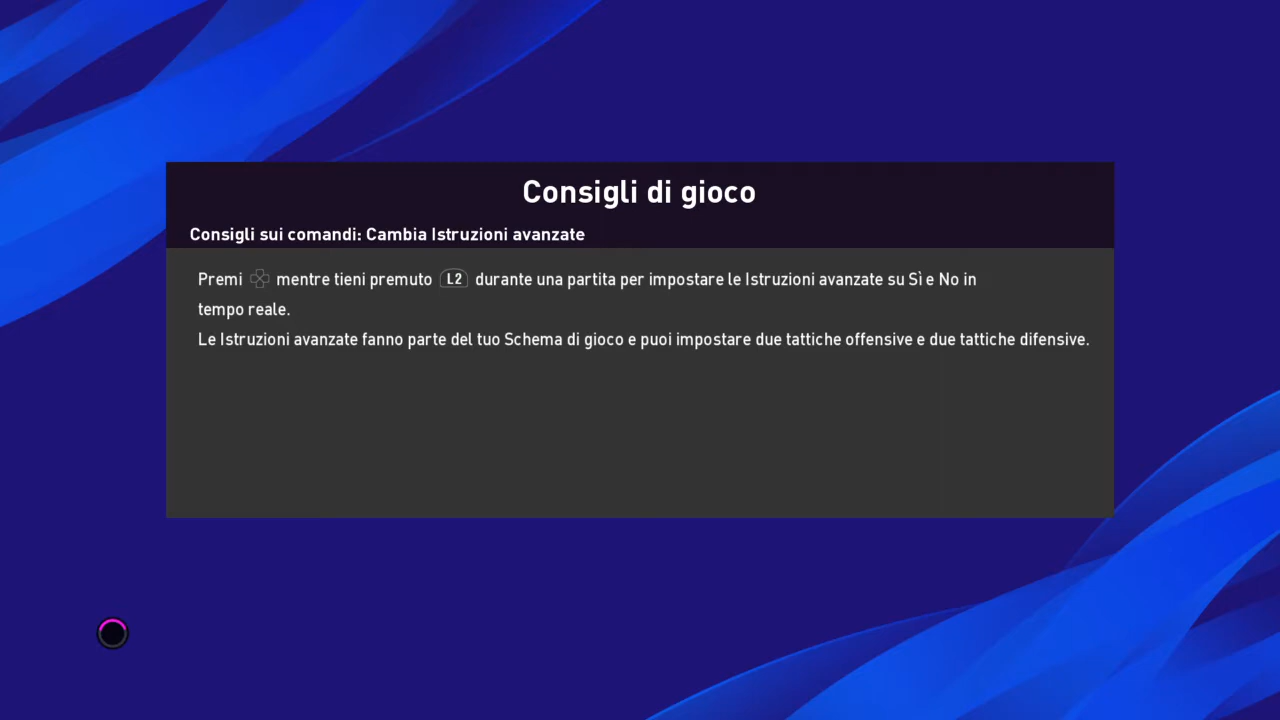 Consigli di gioco
Consigli sui comandi: Cambia Istruzioni avanzate
Premi mentre tieni premuto L2 durante una partita per impostare le Istruzioni avanzate su Sì e No in
tempo reale.
Le Istruzioni avanzate fanno parte del tuo Schema di gioco e puoi impostare due tattiche offensive e due tattiche difensive.